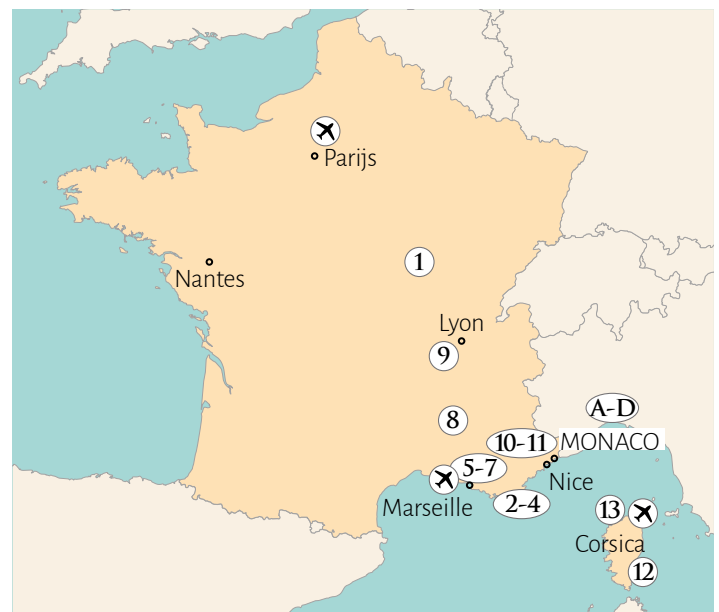 Parijs
1
Nantes
Lyon
9
A-D
8
10-11
MONACO
5-7
Nice
Marseille
2-4
13
Corsica
12